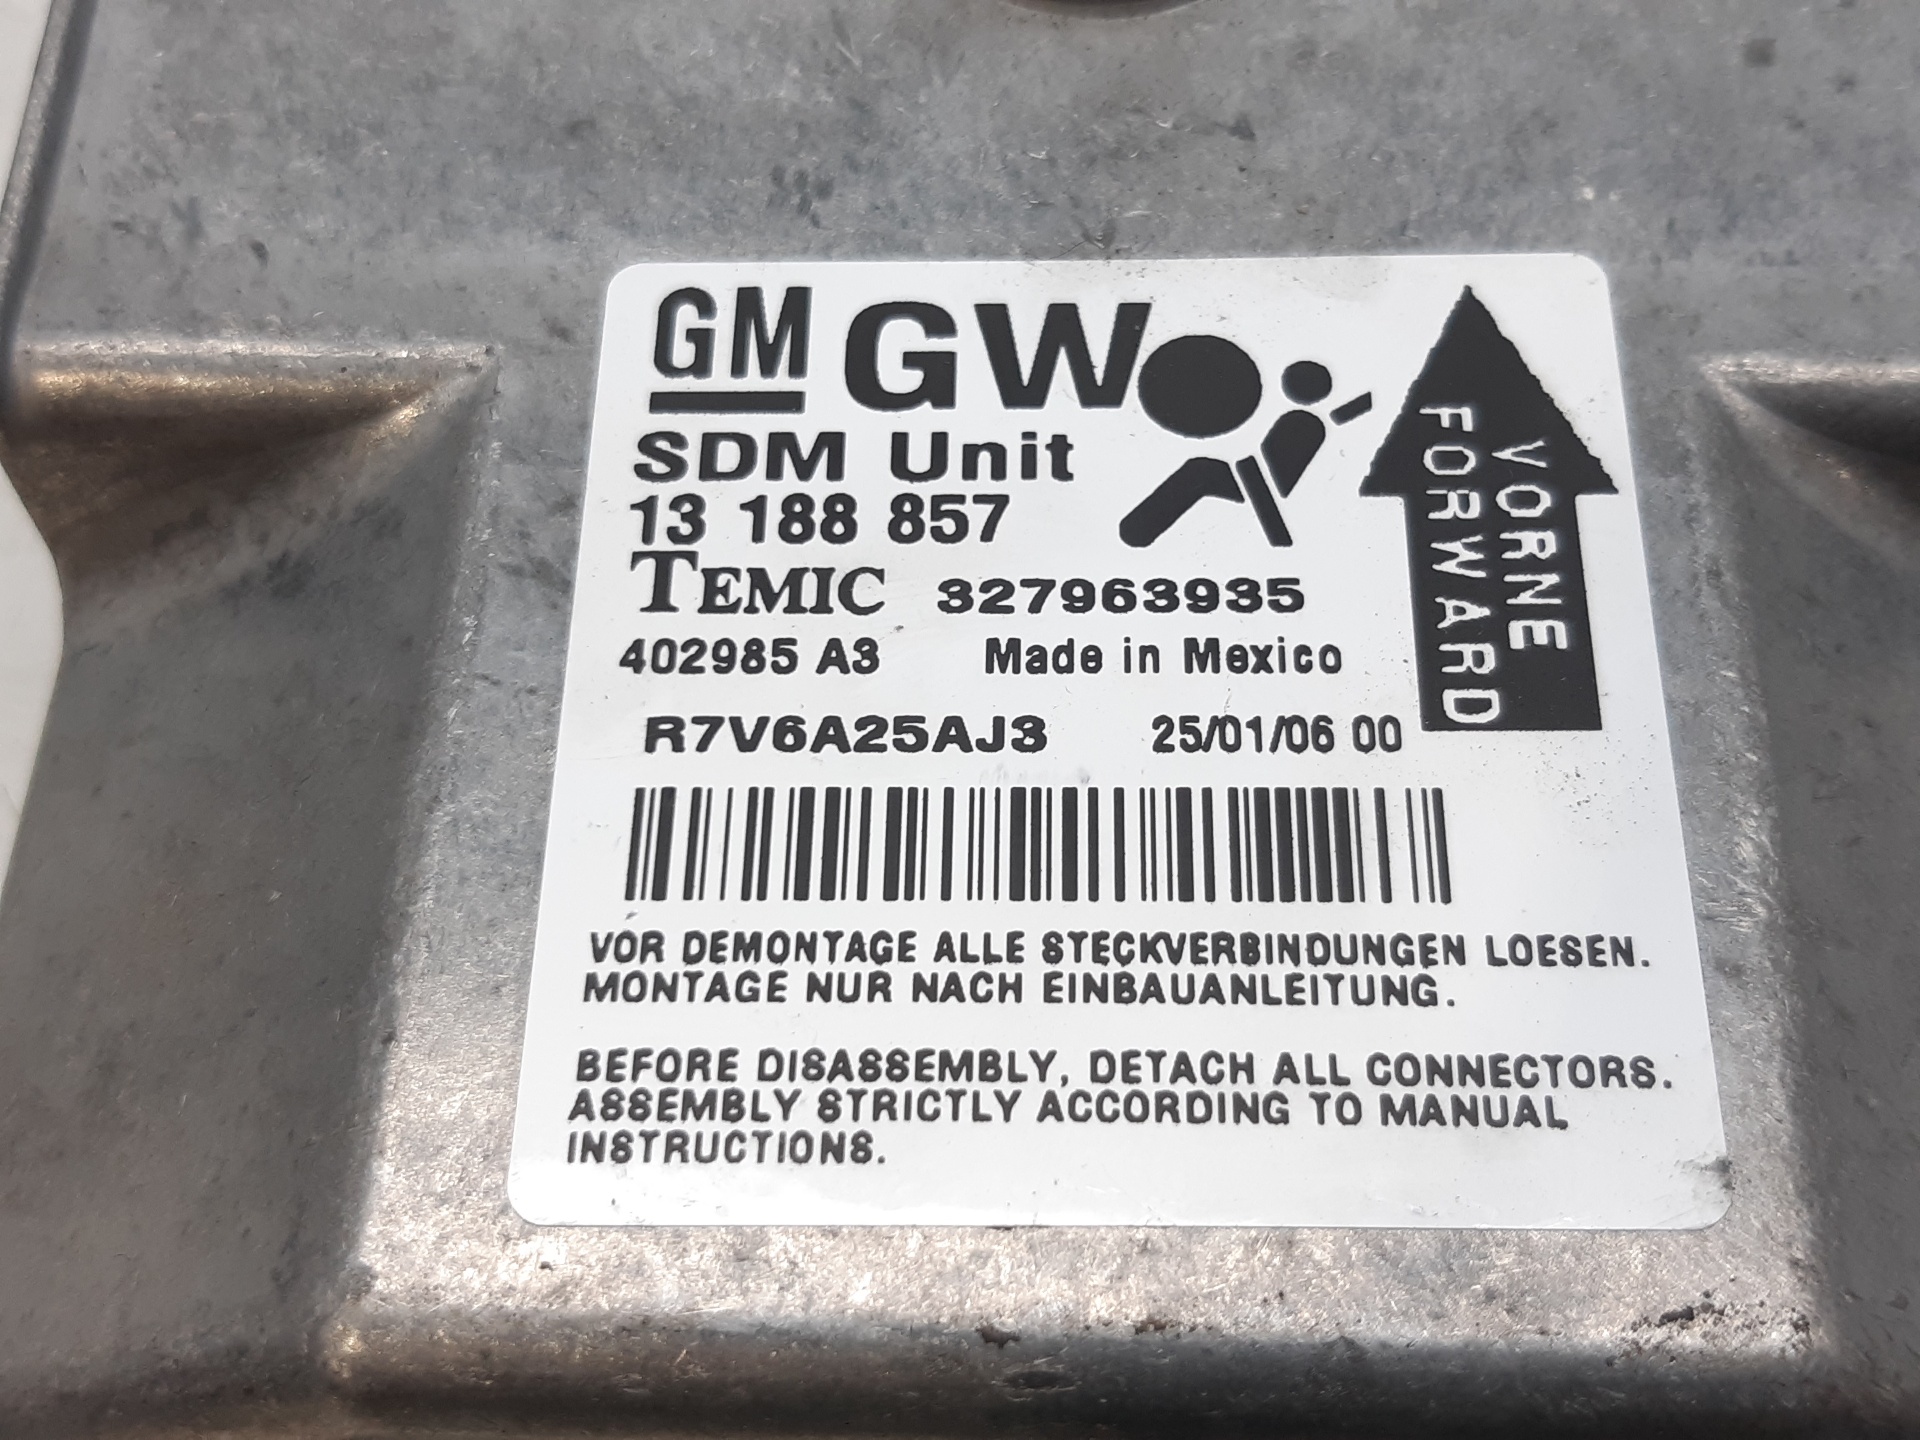 GM GW
SDM Unit
13 188 857
TEMIC 327963935
402985 A3 Made in Mexico
R7V6A25AJ3 25/01/06 00
VORNE
FORWARD
VOR DEMONTAGE ALLE STECKVERBINDUNGEN LOESEN.
MONTAGE NUR NACH EINBAUANLEITUNG.
BEFORE DISASSEMBLY, DETACH ALL CONNECTORS.
ASSEMBLY STRICTLY ACCORDING TO MANUAL
INSTRUCTIONS.